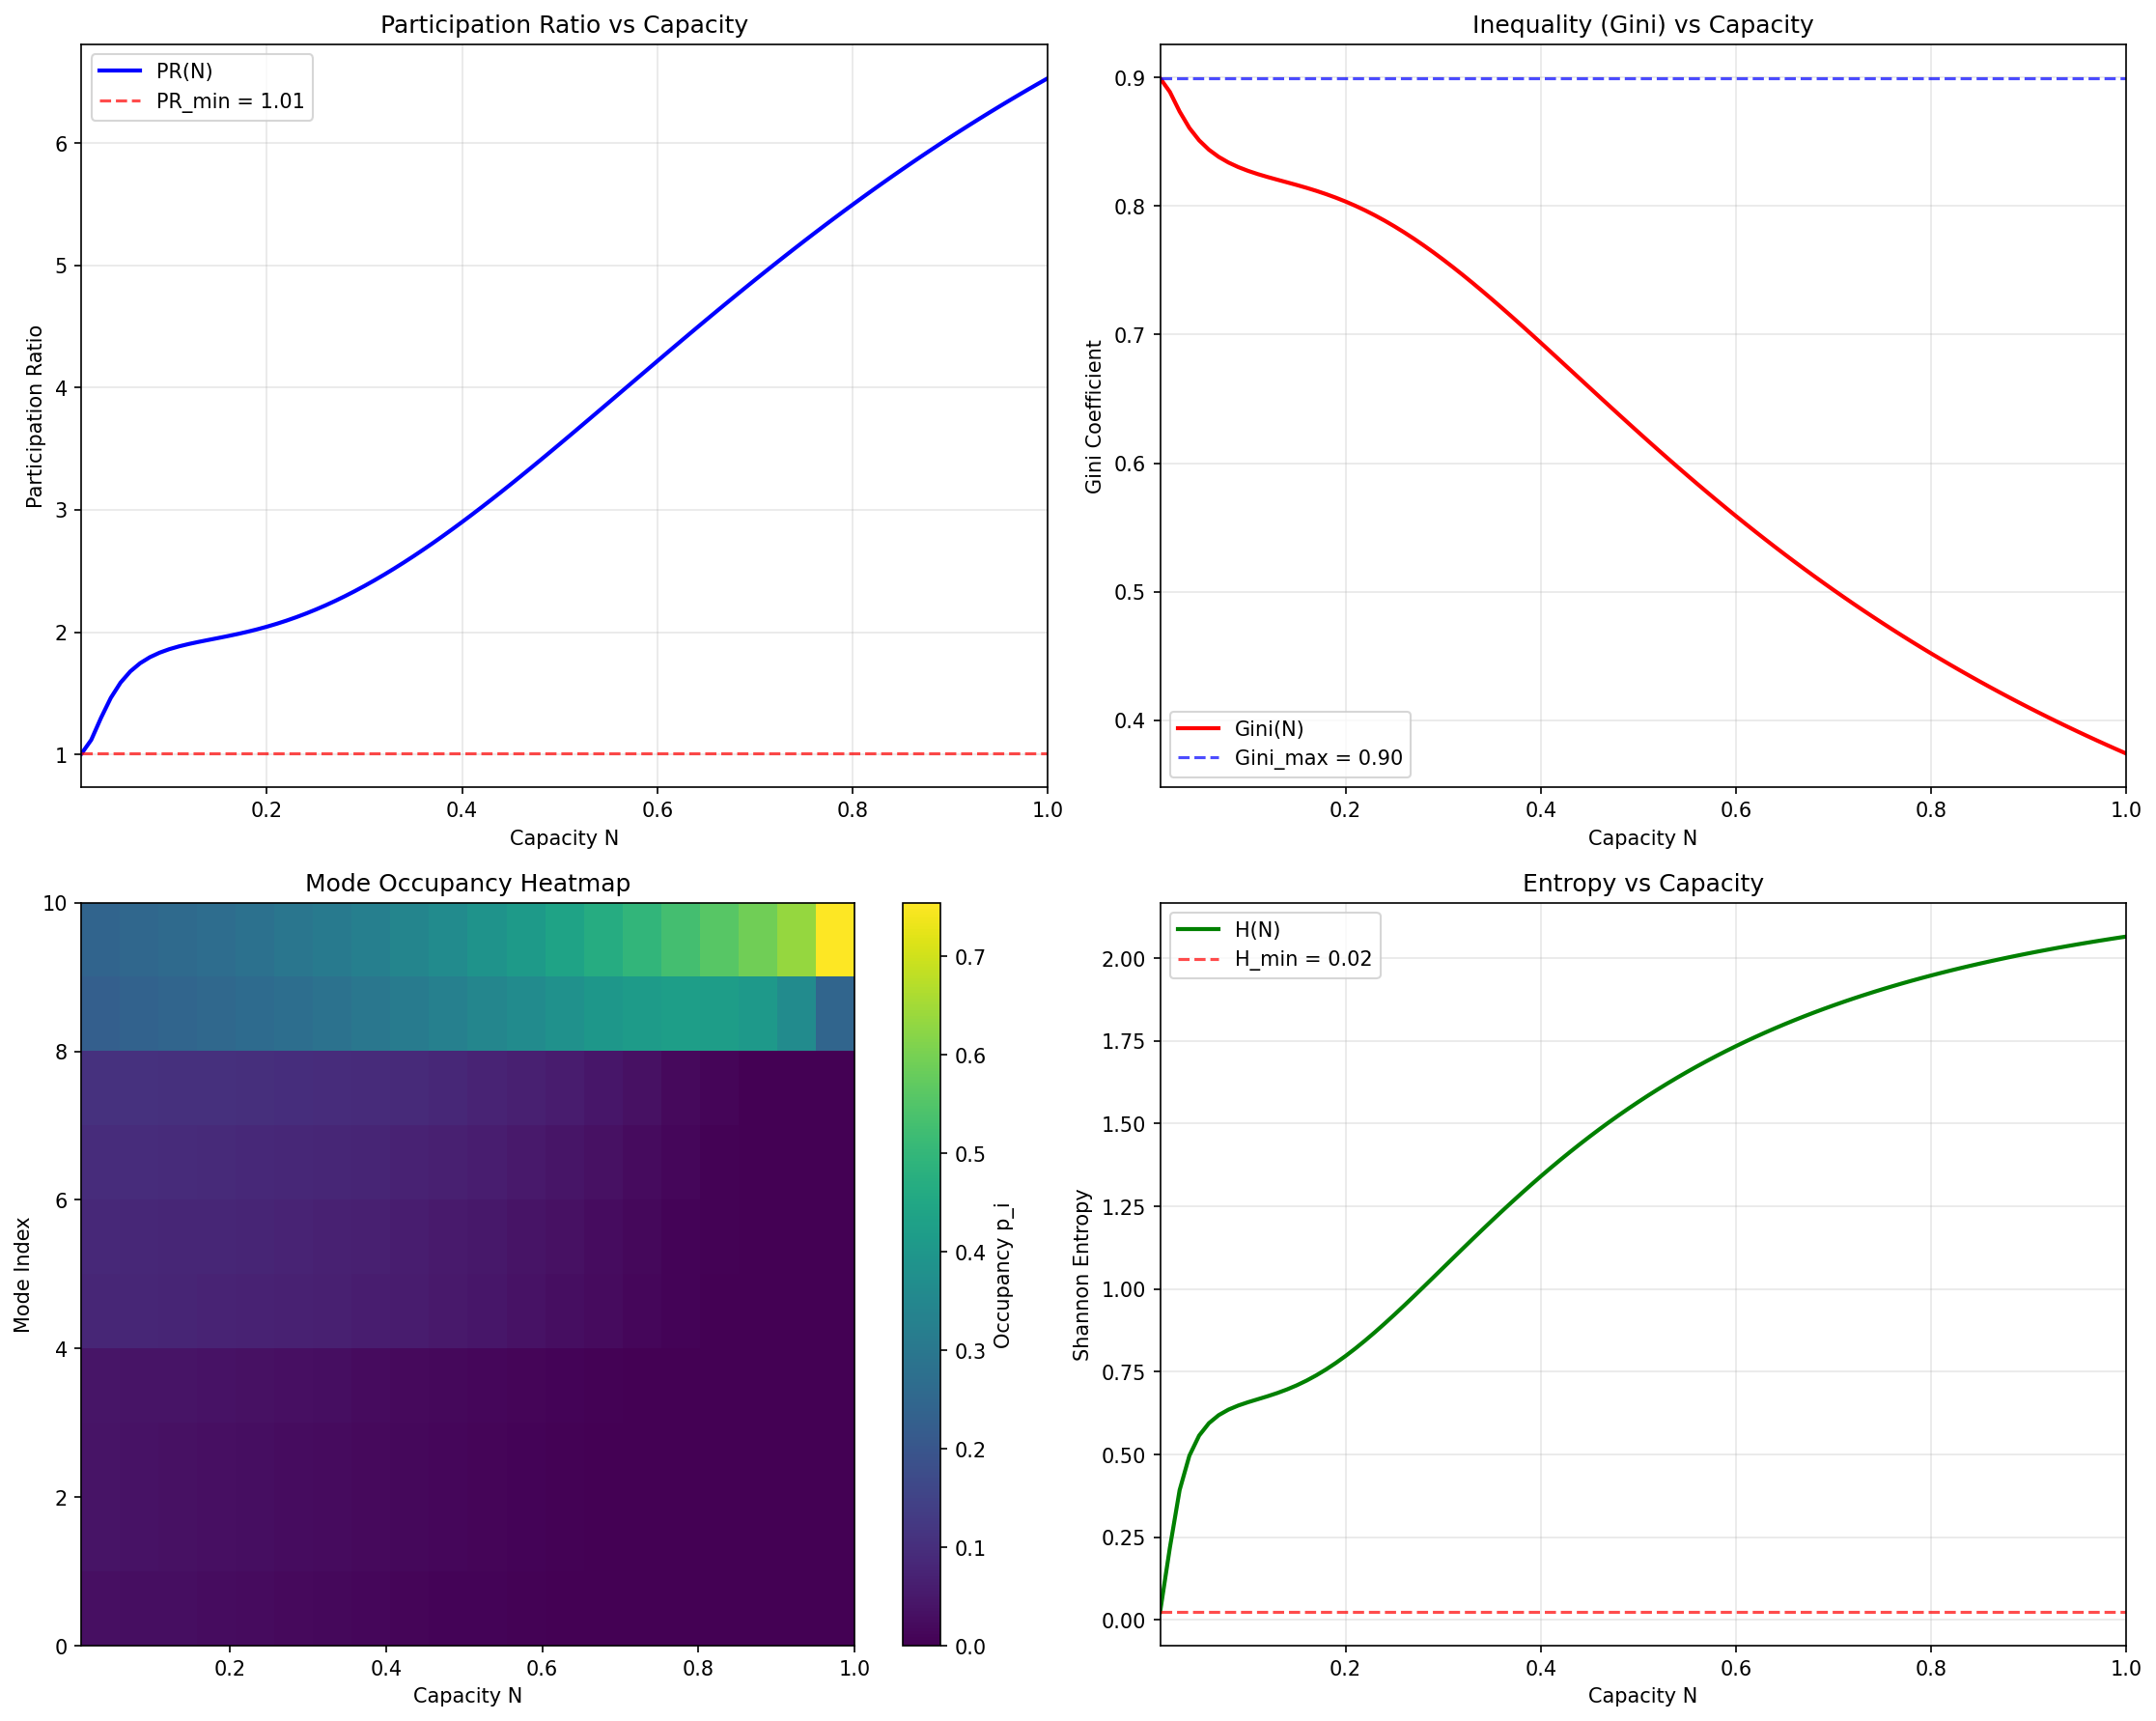 Participation Ratio vs Capacity
PR(N)
PR_min = 1.01
Participation Ratio
6
5
4
3
2
1
0.2 0.4 0.6 0.8 1.0
Capacity N
Inequality (Gini) vs Capacity
Gini Coefficient
0.9
0.8
0.7
0.6
0.5
0.4
Gini(N)
Gini_max = 0.90
0.2 0.4 0.6 0.8 1.0
Capacity N
Mode Occupancy Heatmap
Mode Index
10
8
6
4
2
0
0.2 0.4 0.6 0.8 1.0
Capacity N
0.7
0.6
0.5
0.4
0.3
0.2
0.1
0.0
Occupancy p_i
Entropy vs Capacity
H(N)
H_min = 0.02
Shannon Entropy
2.00
1.75
1.50
1.25
1.00
0.75
0.50
0.25
0.00
0.2 0.4 0.6 0.8 1.0
Capacity N